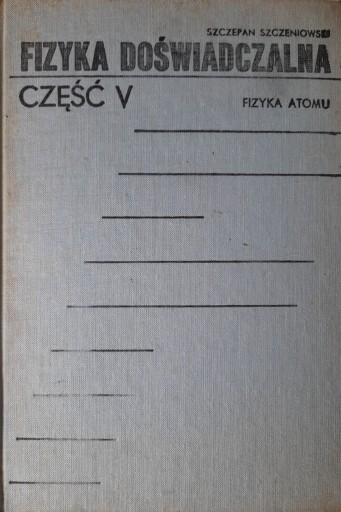 SZCZEPAN SZCZENIOWSKI
FIZYKA DOŚWIADCZALNA
CZĘŚĆ V
FIZYKA ATOMU